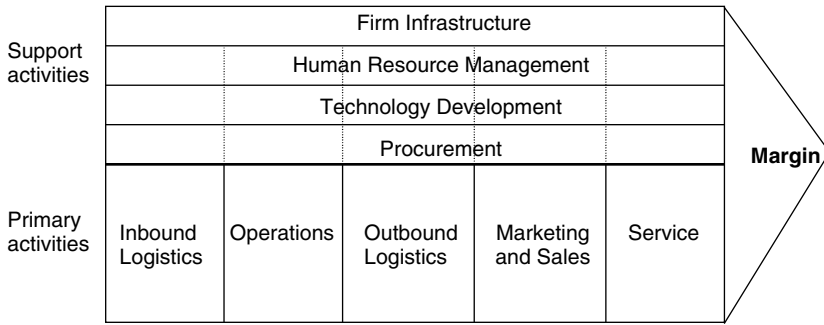 Support
activities
Firm Infrastructure
Human Resource Management
Technology Development
Procurement
Margin
Primary
activities
Inbound
Logistics
Operations
Outbound
Logistics
Marketing
and Sales
Service